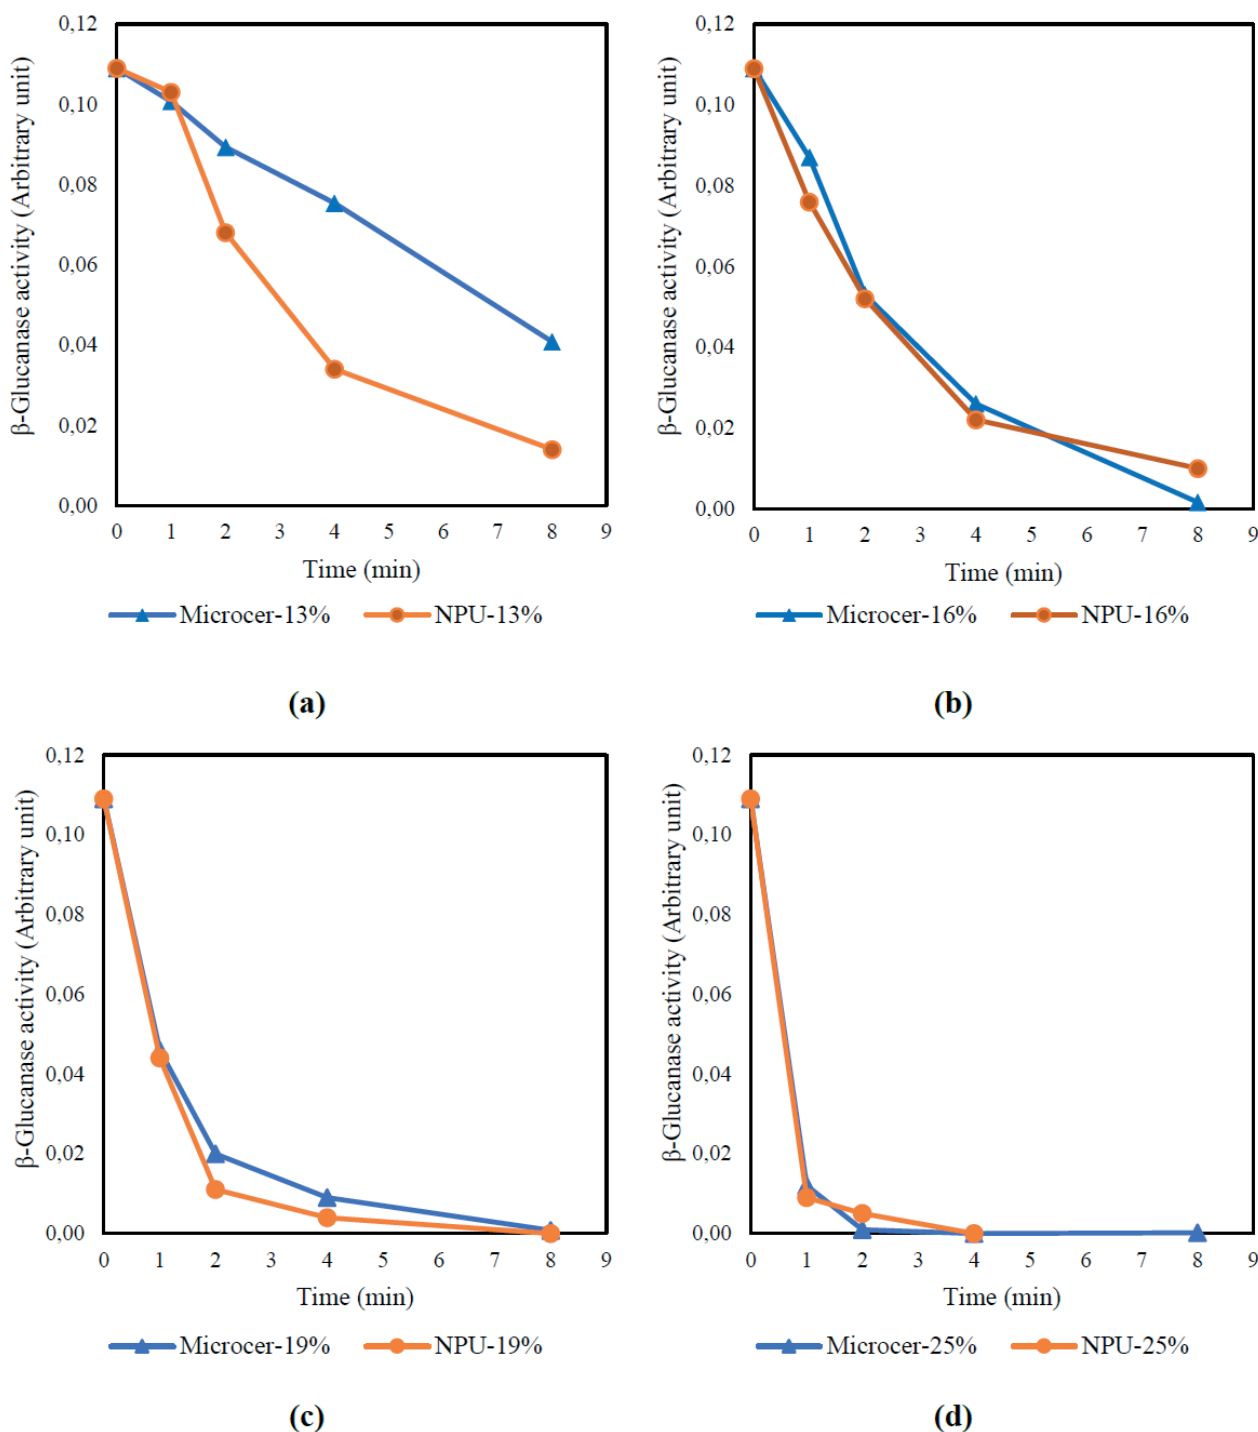 0,12
0,10
0,08
0,06
0,04
0,02
0,00
β-Glucanase activity (Arbitrary unit)
0 1 2 3 4 5 6 7 8 9
Time (min)
Microcer-13% NPU-13%
(a)
0,12
0,10
0,08
0,06
0,04
0,02
0,00
β-Glucanase activity (Arbitrary unit)
0 1 2 3 4 5 6 7 8 9
Time (min)
Microcer-16% NPU-16%
(b)
0,12
0,10
0,08
0,06
0,04
0,02
0,00
β-Glucanase activity (Arbitrary unit)
0 1 2 3 4 5 6 7 8 9
Time (min)
Microcer-19% NPU-19%
(c)
0,12
0,10
0,08
0,06
0,04
0,02
0,00
β-Glucanase activity (Arbitrary unit)
0 1 2 3 4 5 6 7 8 9
Time (min)
Microcer-25% NPU-25%
(d)